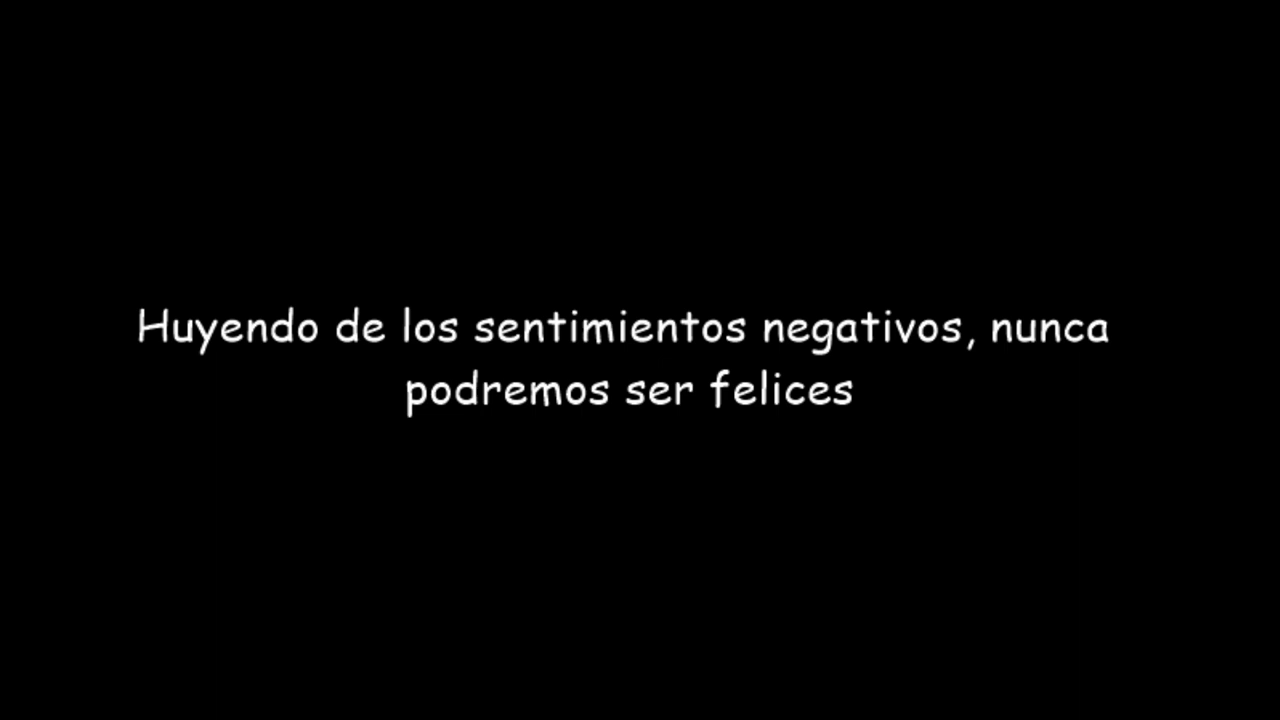 Huyendo de los sentimientos negativos, nunca
podremos ser felices